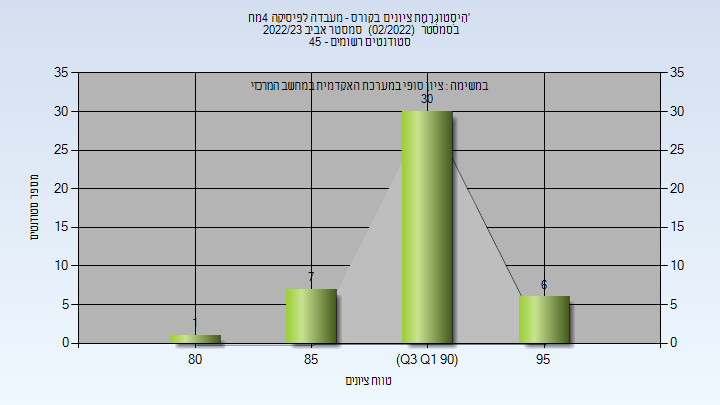 הִיסְטוֹגְרָמַת ציונים בקורס - מעבדה לפיסיקה 4מח'
בסמסטר (02/2022) סמסטר אביב 2022/23
סטודנטים רשומים - 45
במשימה : ציון סופי במערכת האקדמית במחשב המרכזי
מספר סטודנטים
35 35
30 30
25 25
20 20
15 15
10 10
5 5
0 0
1 7 30 6
80 85 (Q3 Q1 90) 95
טווח ציונים